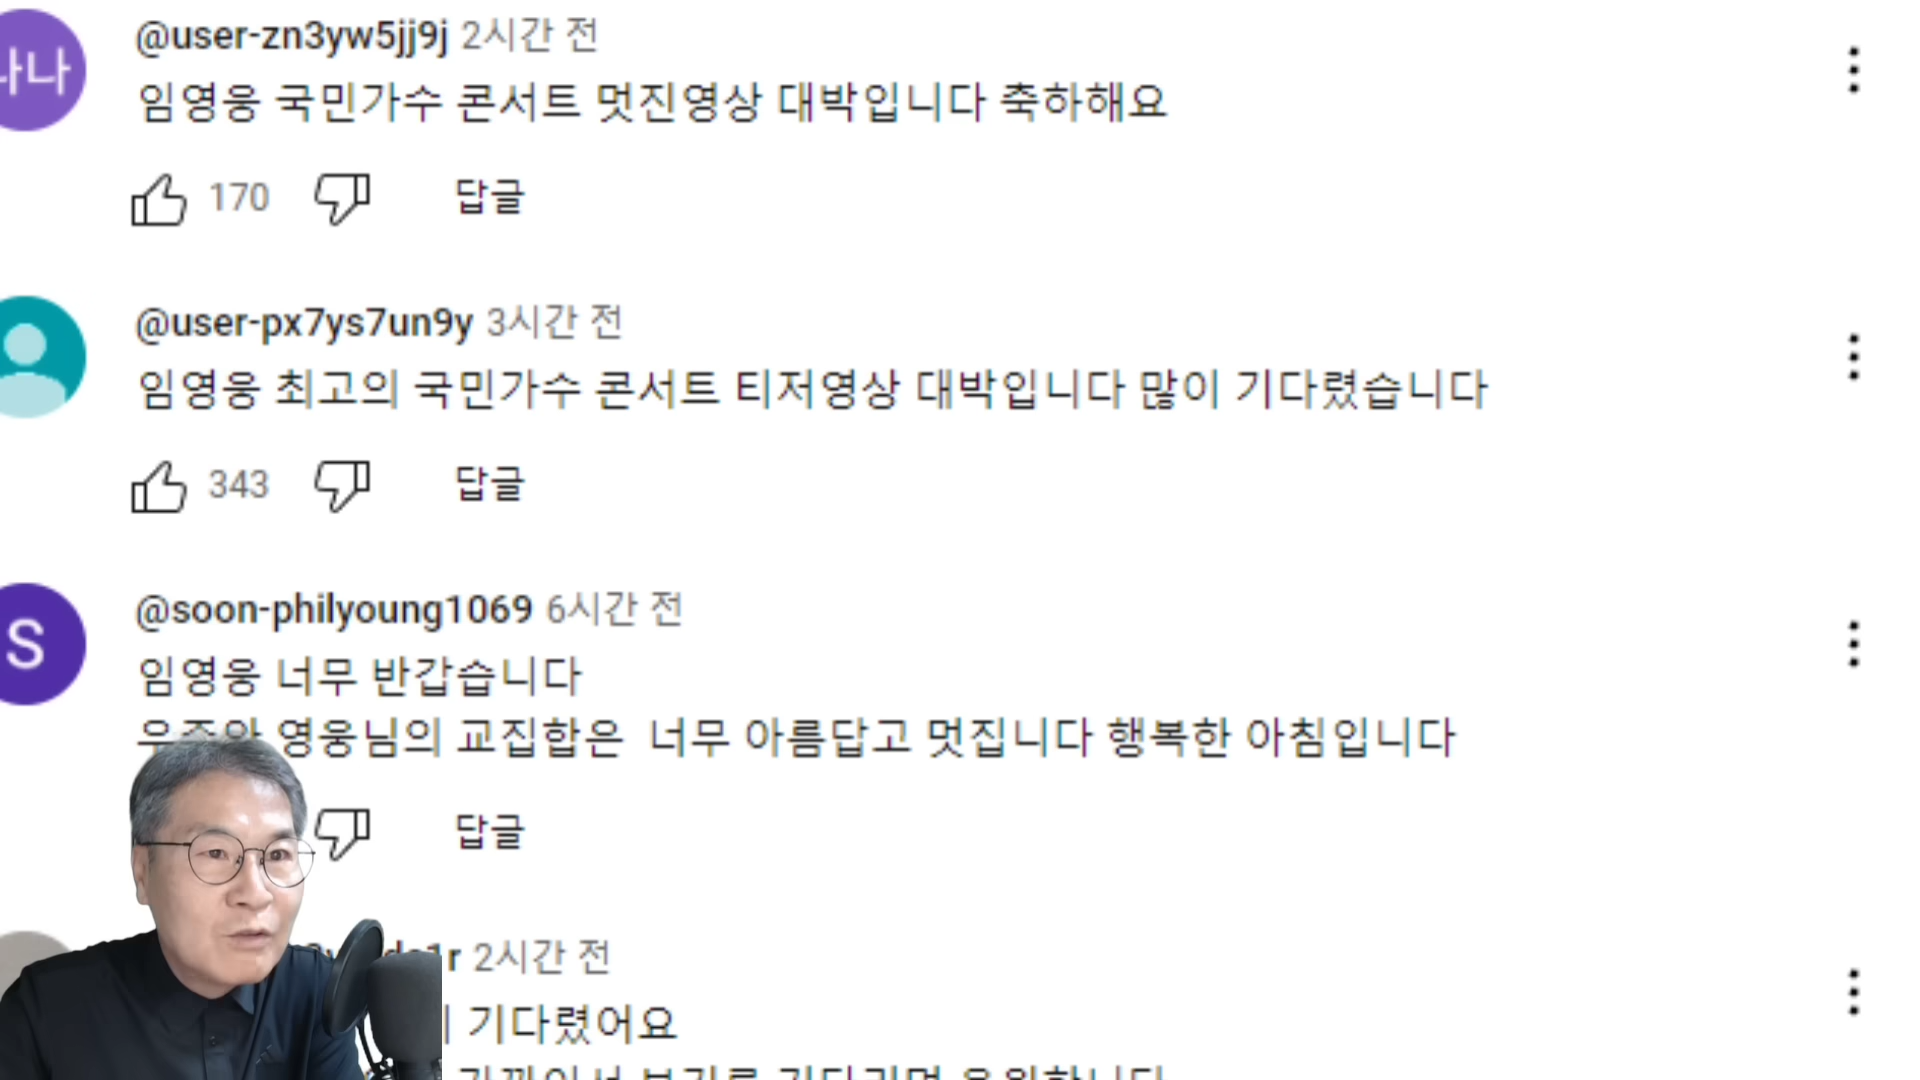 나나
@user-zn3yw5jj9j 2시간 전
임영웅 국민가수 콘서트 멋진영상 대박입니다 축하해요
170 답글
@user-px7ys7un9y 3시간 전
임영웅 최고의 국민가수 콘서트 티저영상 대박입니다 많이 기다렸습니다
343 답글
S
@soon-philyoung1069 6시간 전
임영웅 너무 반갑습니다
우주와 영웅님의 교집합은 너무 아름답고 멋집니다 행복한 아침입니다
답글
2시간 전
기다렸어요